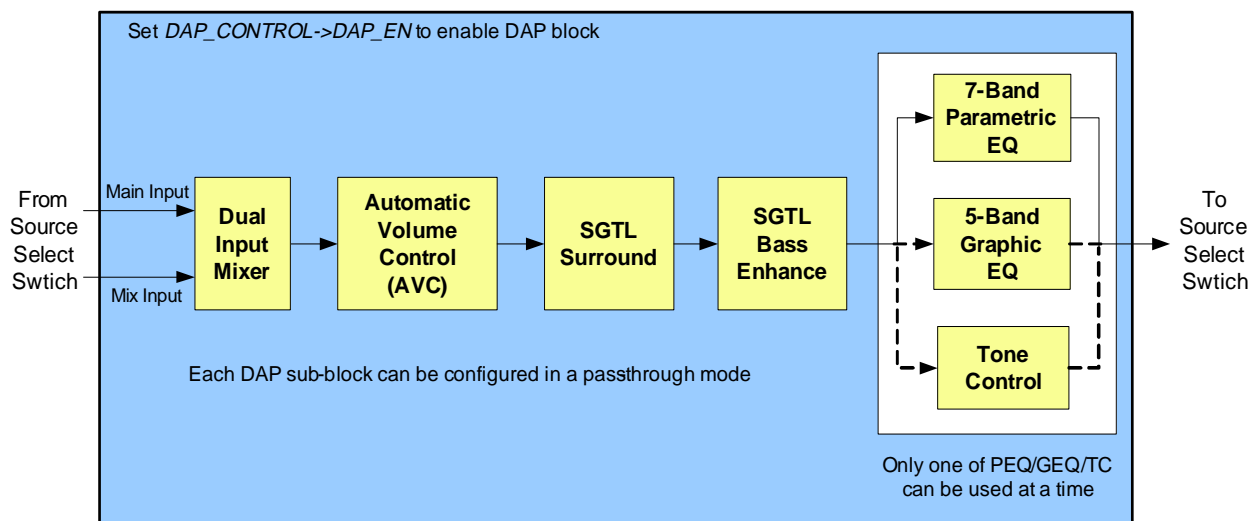 Set DAP_CONTROL->DAP_EN to enable DAP block
From
Source
Select
Swtich
Main Input
Mix Input
Dual
Input
Mixer
Automatic
Volume
Control
(AVC)
SGTL
Surround
SGTL
Bass
Enhance
7-Band
Parametric
EQ
5-Band
Graphic
EQ
Tone
Control
To
Source
Select
Swtich
Each DAP sub-block can be configured in a passthrough mode
Only one of PEQ/GEQ/TC
can be used at a time